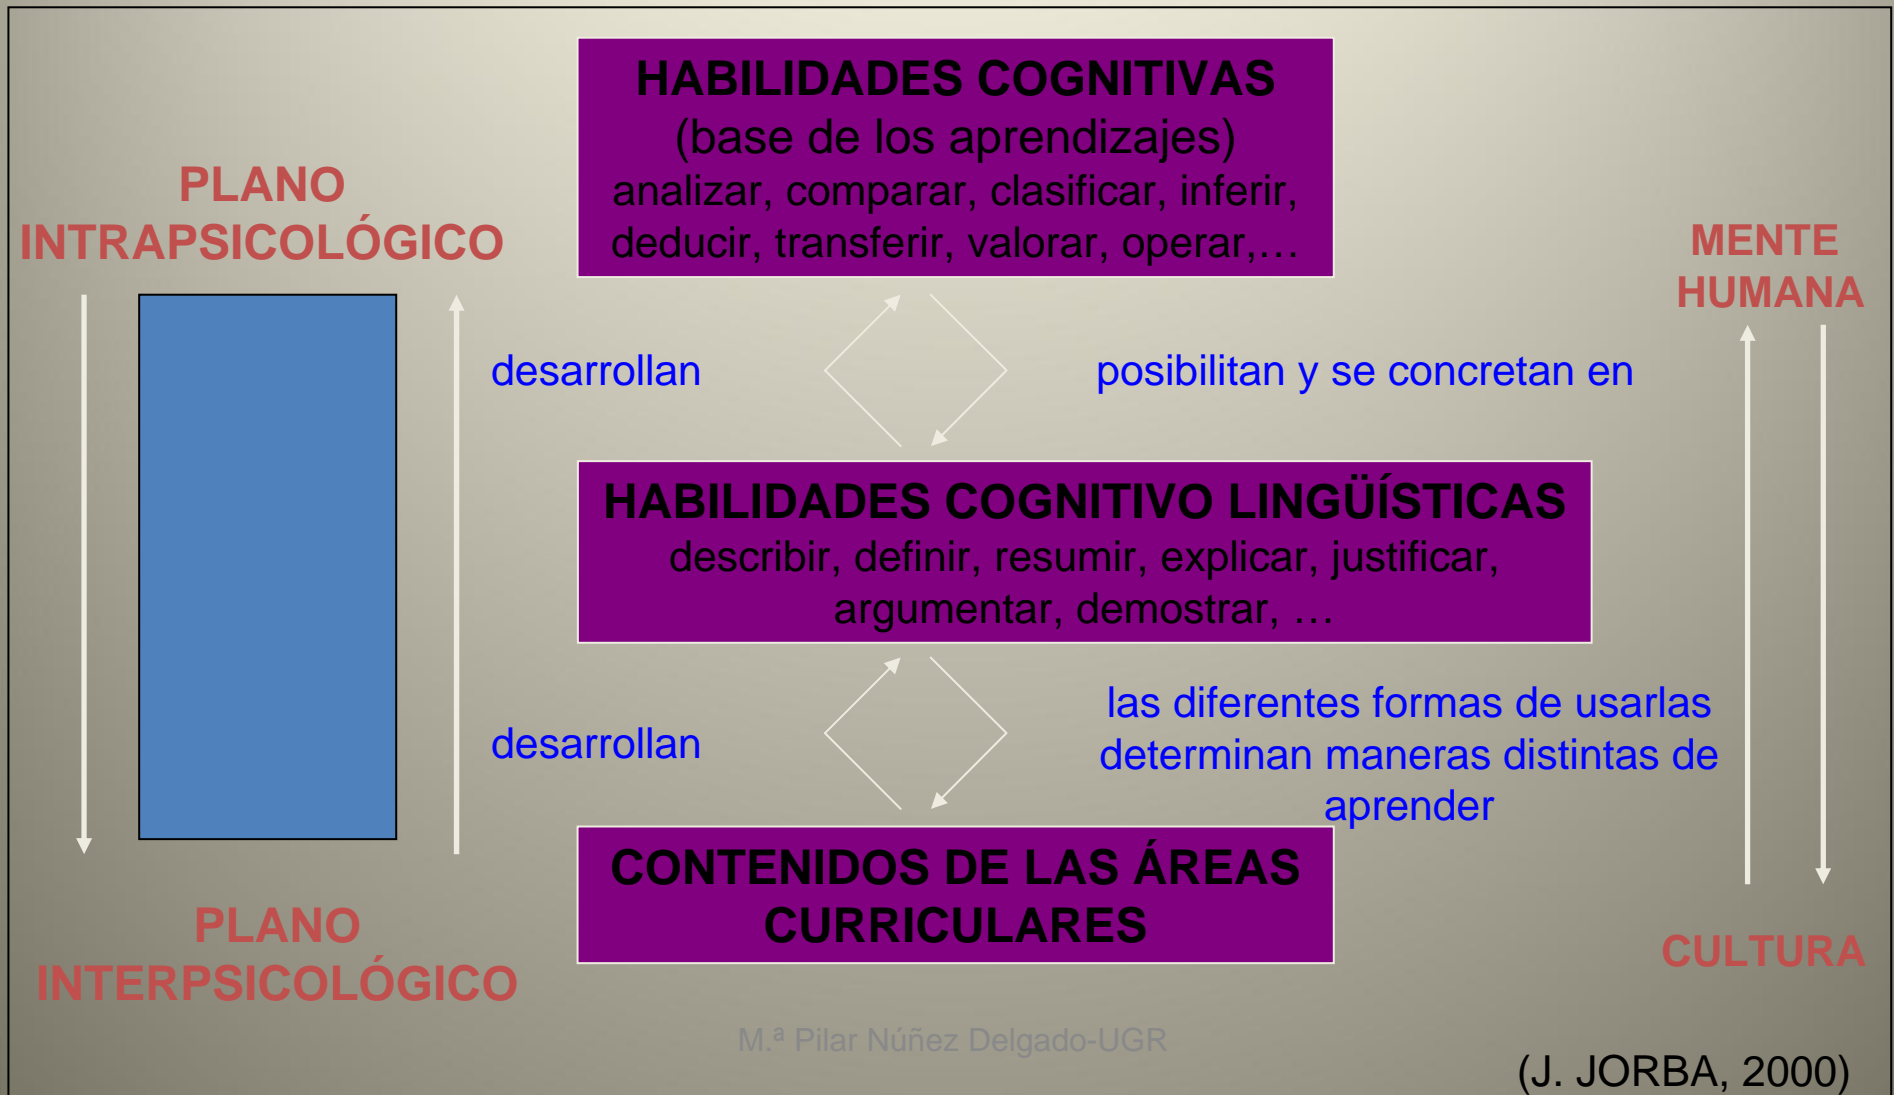 HABILIDADES COGNITIVAS
(base de los aprendizajes)
analizar, comparar, clasificar, inferir,
deducir, transferir, valorar, operar,…
PLANO
INTRAPSICOLÓGICO
MENTE
HUMANA
desarrollan
posibilitan y se concretan en
HABILIDADES COGNITIVO LINGÜÍSTICAS
describir, definir, resumir, explicar, justificar,
argumentar, demostrar, …
desarrollan
las diferentes formas de usarlas
determinan maneras distintas de
aprender
CONTENIDOS DE LAS ÁREAS
CURRICULARES
PLANO
INTERPSICOLÓGICO
CULTURA
M.ª Pilar Núñez Delgado-UGR
(J. JORBA, 2000)